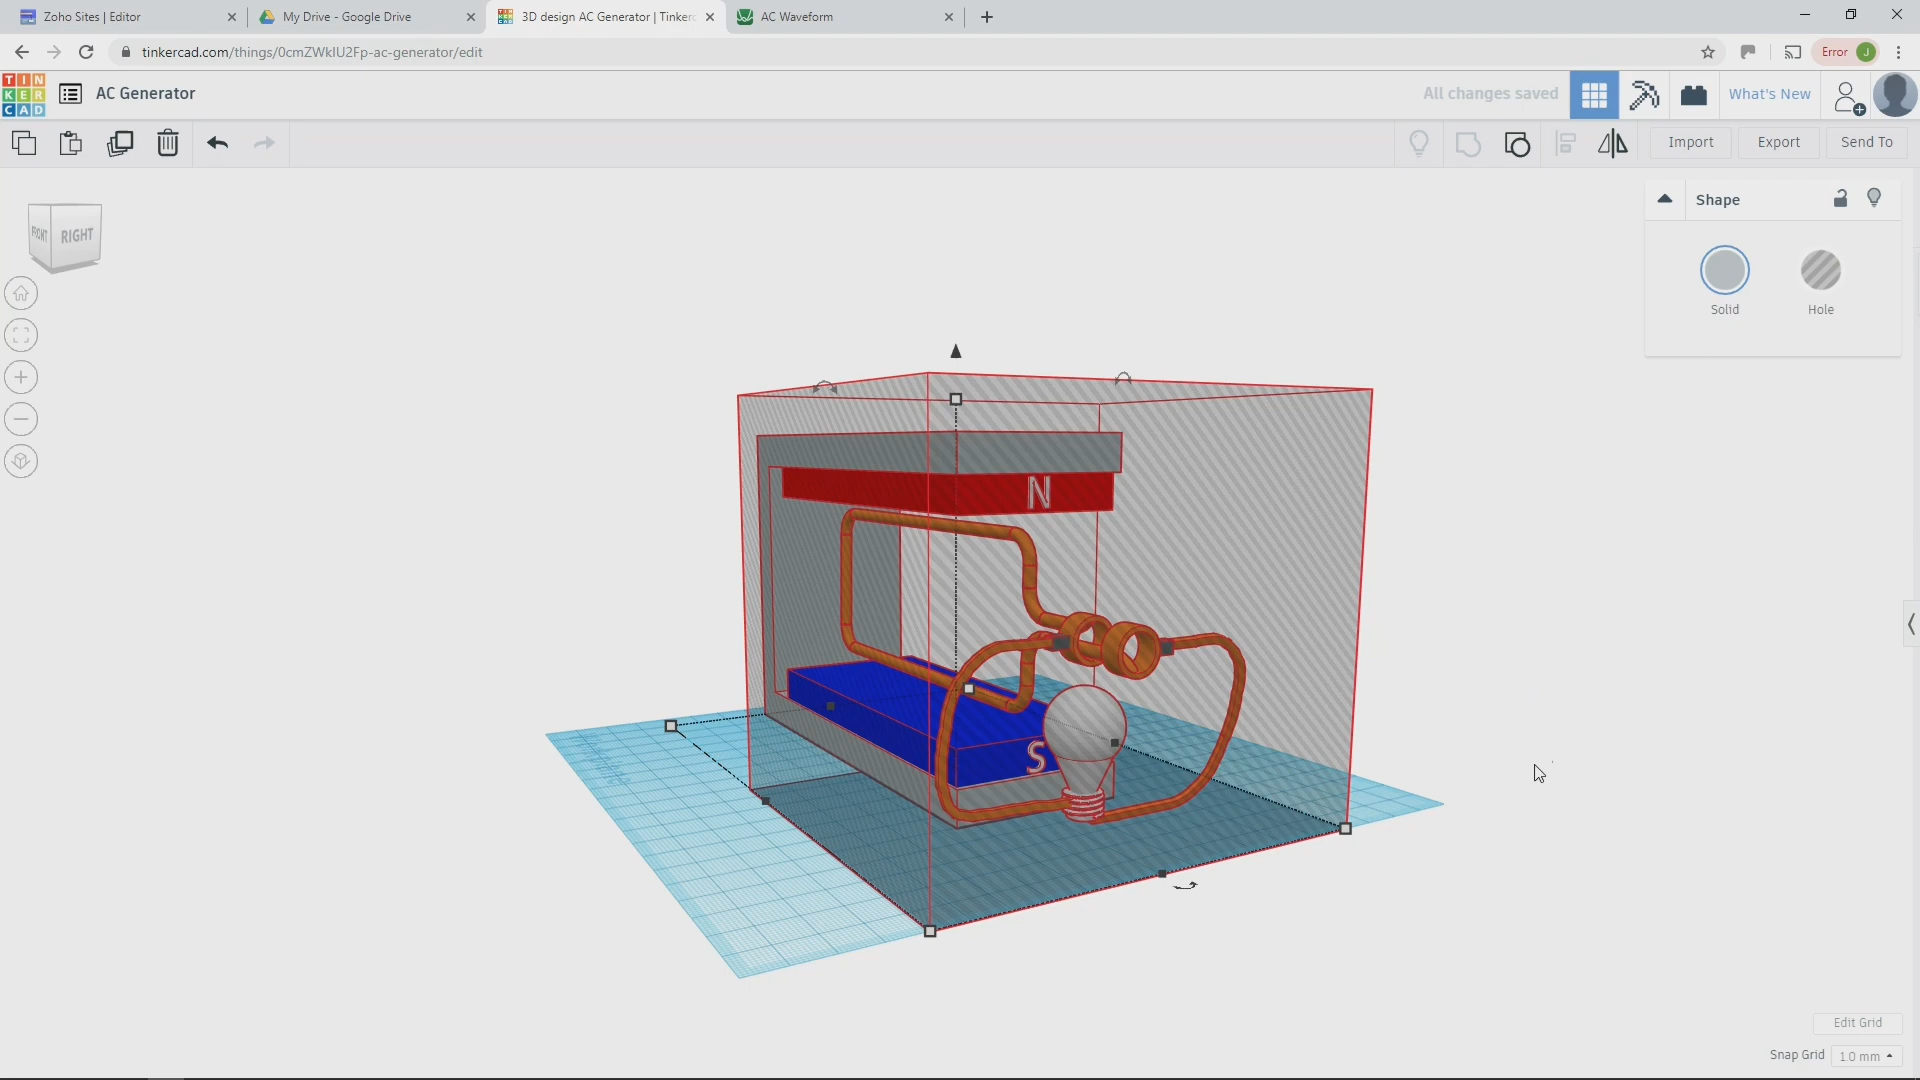 Zoho Sites | Editor
My Drive - Google Drive
3D design AC Generator | Tinkerc
AC Waveform
tinkercad.com/things/0cmZWkIU2Fp-ac-generator/edit
Error
J
TIN
KER
CAD
AC Generator
All changes saved
What's New
Import
Export
Send To
FRONT
RIGHT
Shape
Solid
Hole
N
S
Edit Grid
Snap Grid
1.0 mm